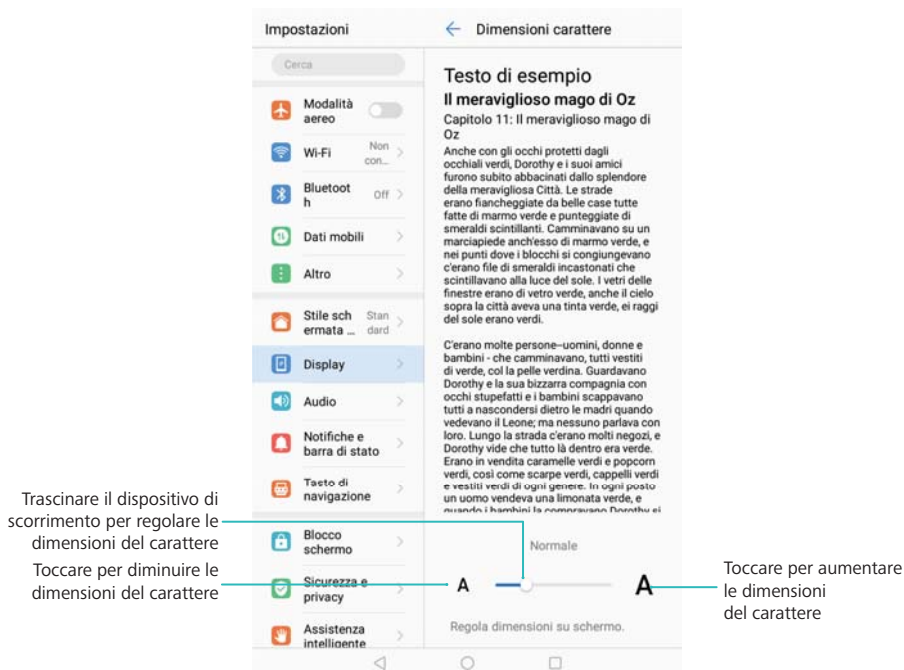 Impostazioni
Cerca
Modalità
aereo
Wi-Fi
Non
con...
Bluetoot
h
Off
Dati mobili
Altro
Stile sch
ermata ...
Stan
dard
Display
Audio
Notifiche e
barra di stato
Tasto di
navigazione
Blocco
schermo
Sicurezza e
privacy
Assistenza
intelligente
Dimensioni carattere
Testo di esempio
Il meraviglioso mago di Oz
Capitolo 11: Il meraviglioso mago di
Oz
Anche con gli occhi protetti dagli
occhiali verdi, Dorothy e i suoi amici
furono subito abbacinati dallo splendore
della meravigliosa Città. Le strade
erano fiancheggiate da belle case tutte
fatte di marmo verde e punteggiate di
smeraldi scintillanti. Camminavano su un
marciapiede anch'esso di marmo verde, e
nei punti dove i blocchi si congiungevano
c'erano file di smeraldi incastonati che
scintillavano alla luce del sole. I vetri delle
finestre erano di vetro verde, anche il cielo
sopra la città aveva una tinta verde, ei raggi
del sole erano verdi.
C'erano molte persone–uomini, donne e
bambini - che camminavano, tutti vestiti
di verde, col la pelle verdina. Guardavano
Dorothy e la sua bizzarra compagnia con
occhi stupefatti e i bambini scappavano
tutti a nascondersi dietro le madri quando
vedevano il Leone; ma nessuno parlava con
loro. Lungo la strada c'erano molti negozi, e
Dorothy vide che tutto là dentro era verde.
Erano in vendita caramelle verdi e popcorn
verdi, così come scarpe verdi, cappelli verdi
e vestiti verdi di ogni genere. In ogni posto
un uomo vendeva una limonata verde, e
quando i bambini la compravano Dorothy si
Normale
A
A
Regola dimensioni su schermo.
Trascinare il dispositivo di
scorrimento per regolare le
dimensioni del carattere
Toccare per diminuire le
dimensioni del carattere
Toccare per aumentare
le dimensioni
del carattere